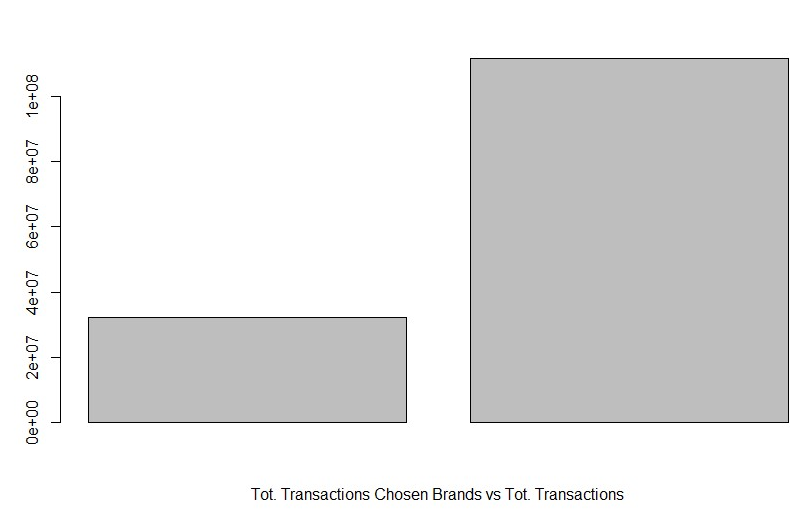 1e+08
8e+07
6e+07
4e+07
2e+07
0e+00
Tot. Transactions Chosen Brands vs Tot. Transactions